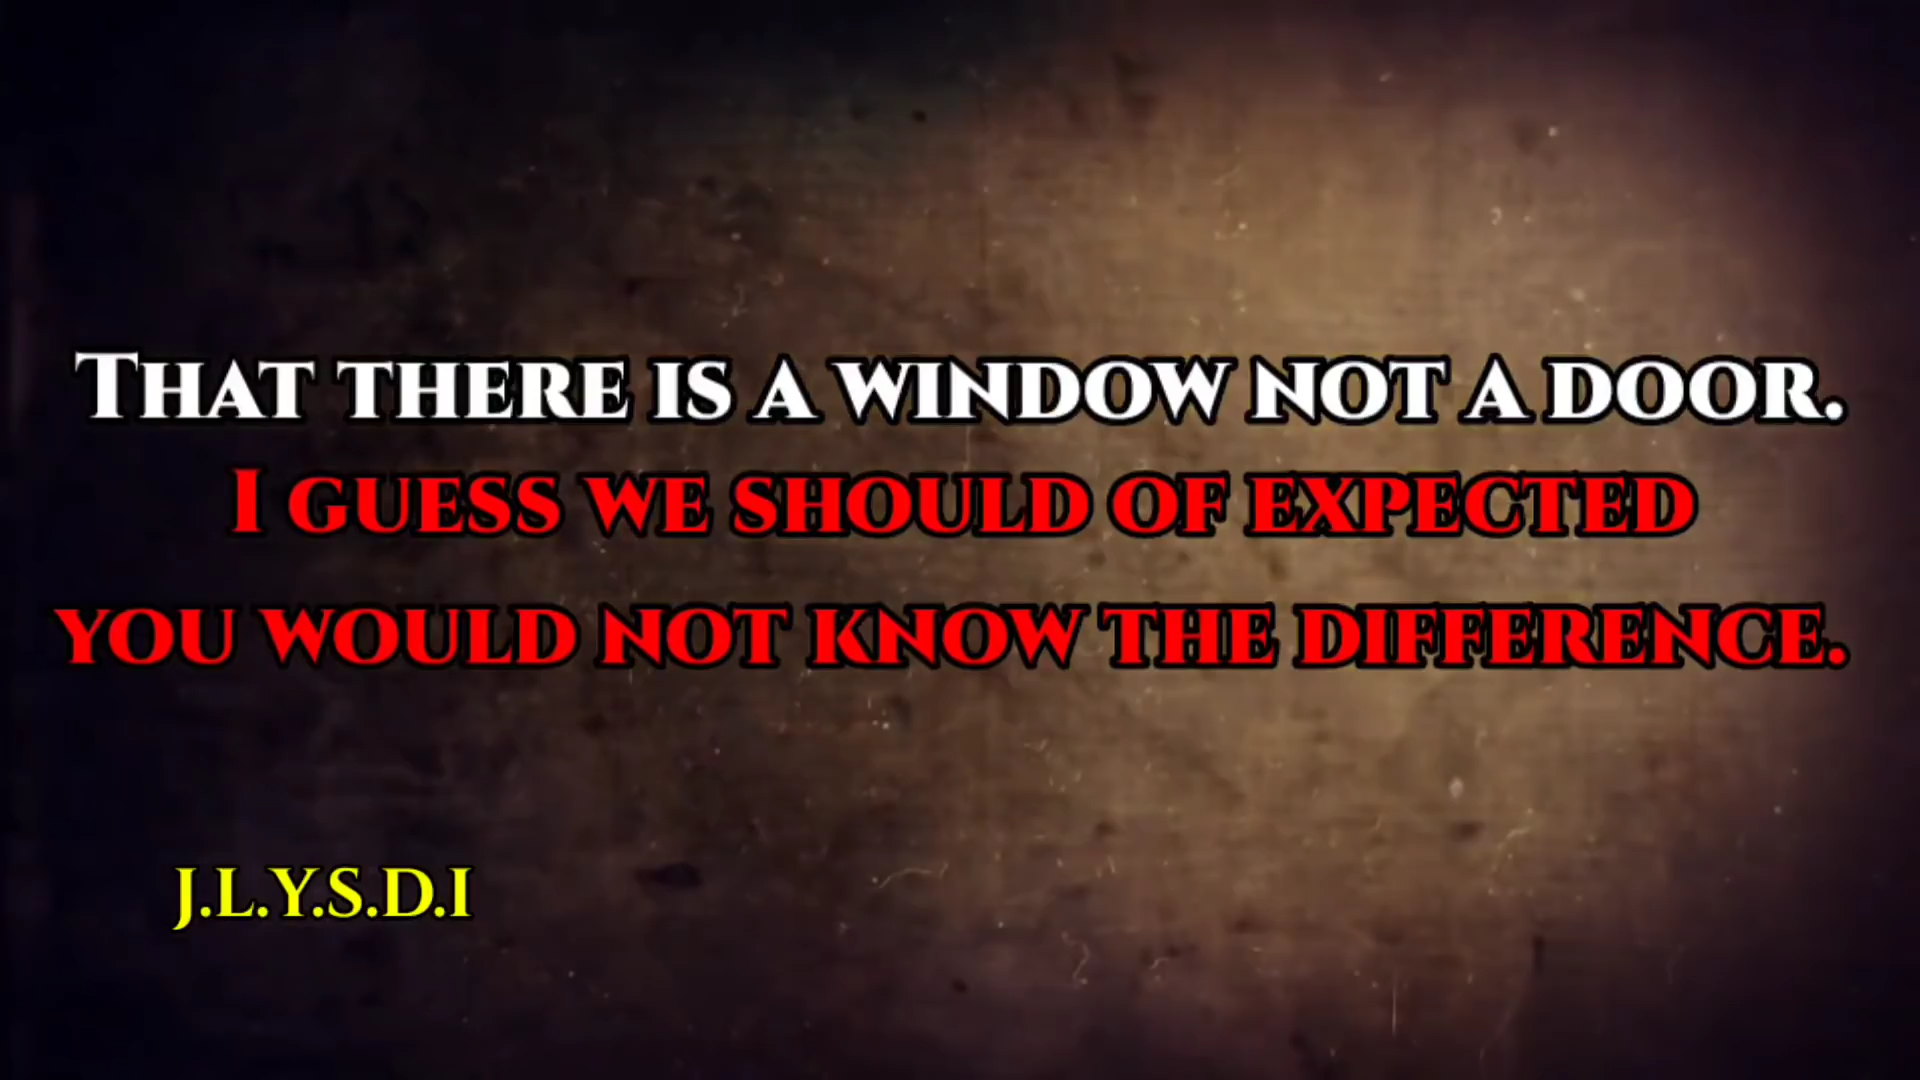 That there is a window not a door.
I guess we should of expected
you would not know the difference.
J.L.Y.S.D.I